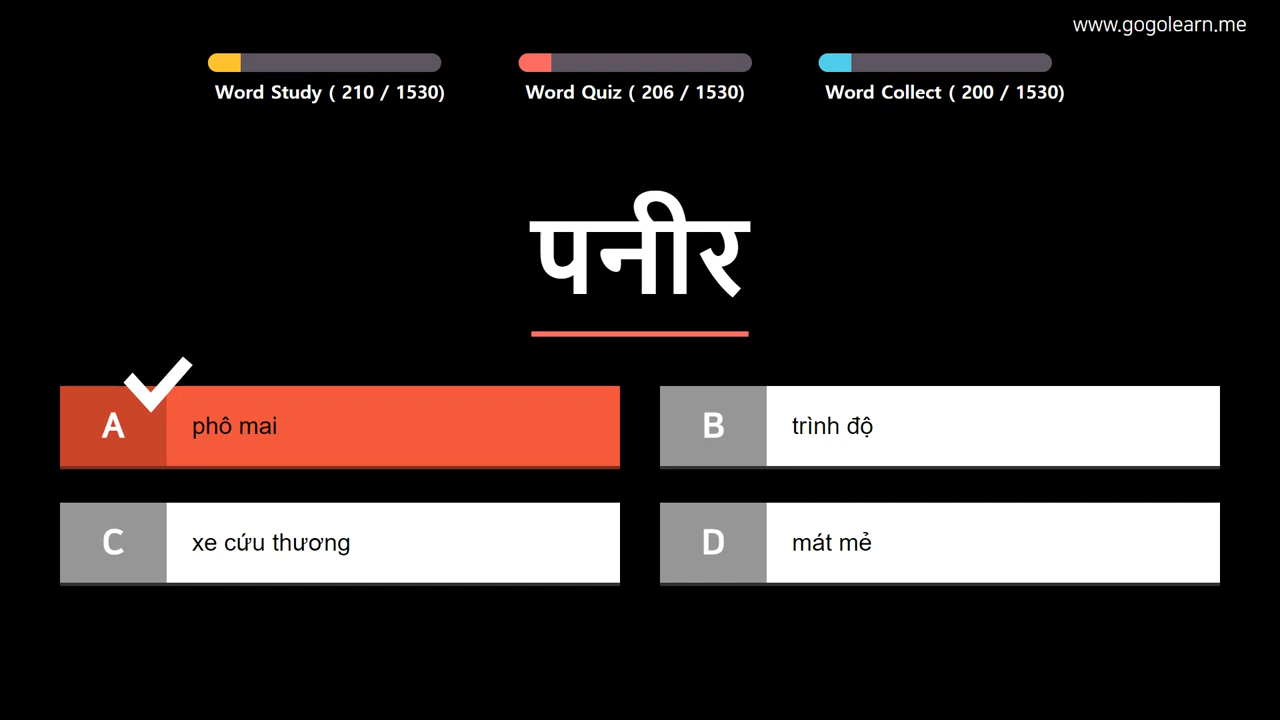 www.gogolearn.me
Word Study ( 210 / 1530)
Word Quiz ( 206 / 1530)
Word Collect ( 200 / 1530)
पनीर
A phô mai
B trình độ
C xe cứu thương
D mát mẻ